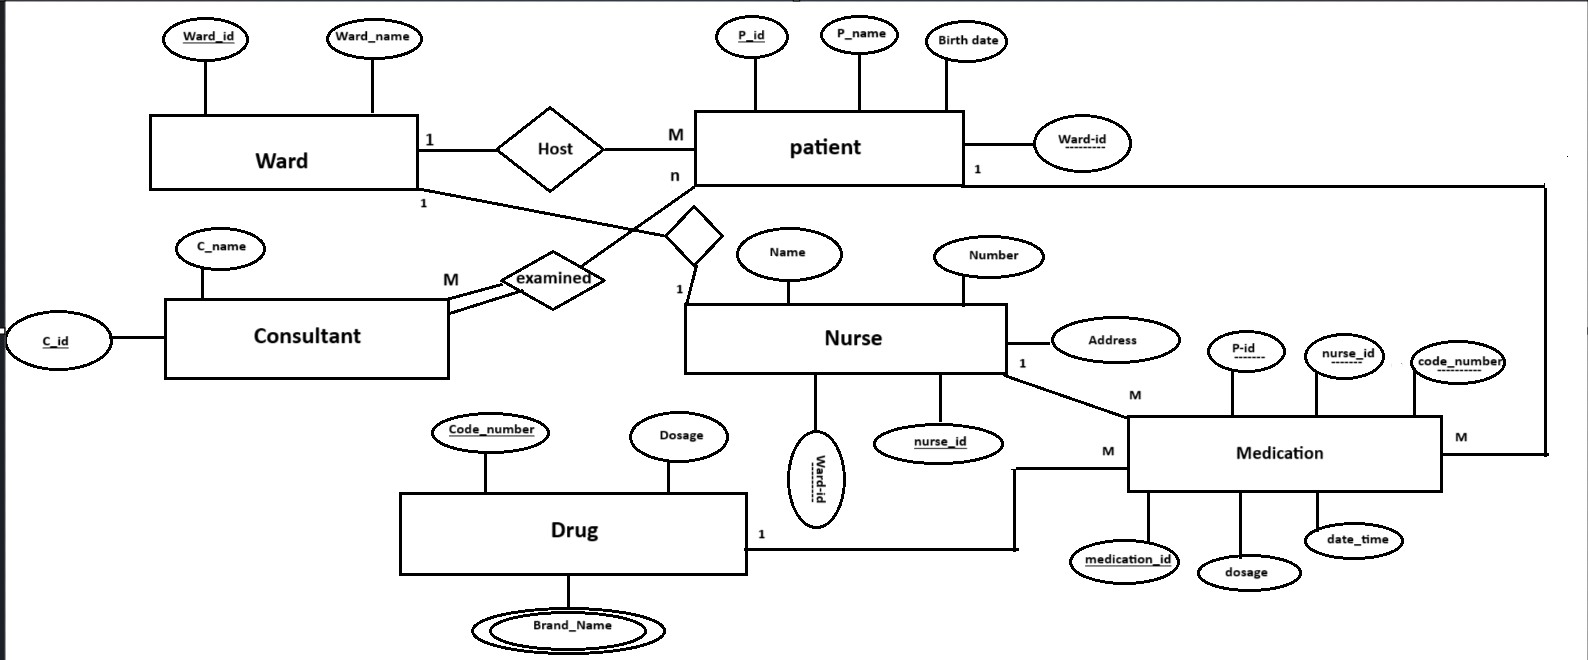 Ward_id
Ward_name
P_id
P_name
Birth date
Ward
1
Host
M
patient
Ward-id
n
1
1
C_name
M
examined
1
Name
Number
C_id
Consultant
Nurse
Address
1
M
P-id
nurse_id
code_number
Code_number
Dosage
nurse_id
Ward-id
M
Medication
M
Drug
1
medication_id
dosage
date_time
Brand_Name